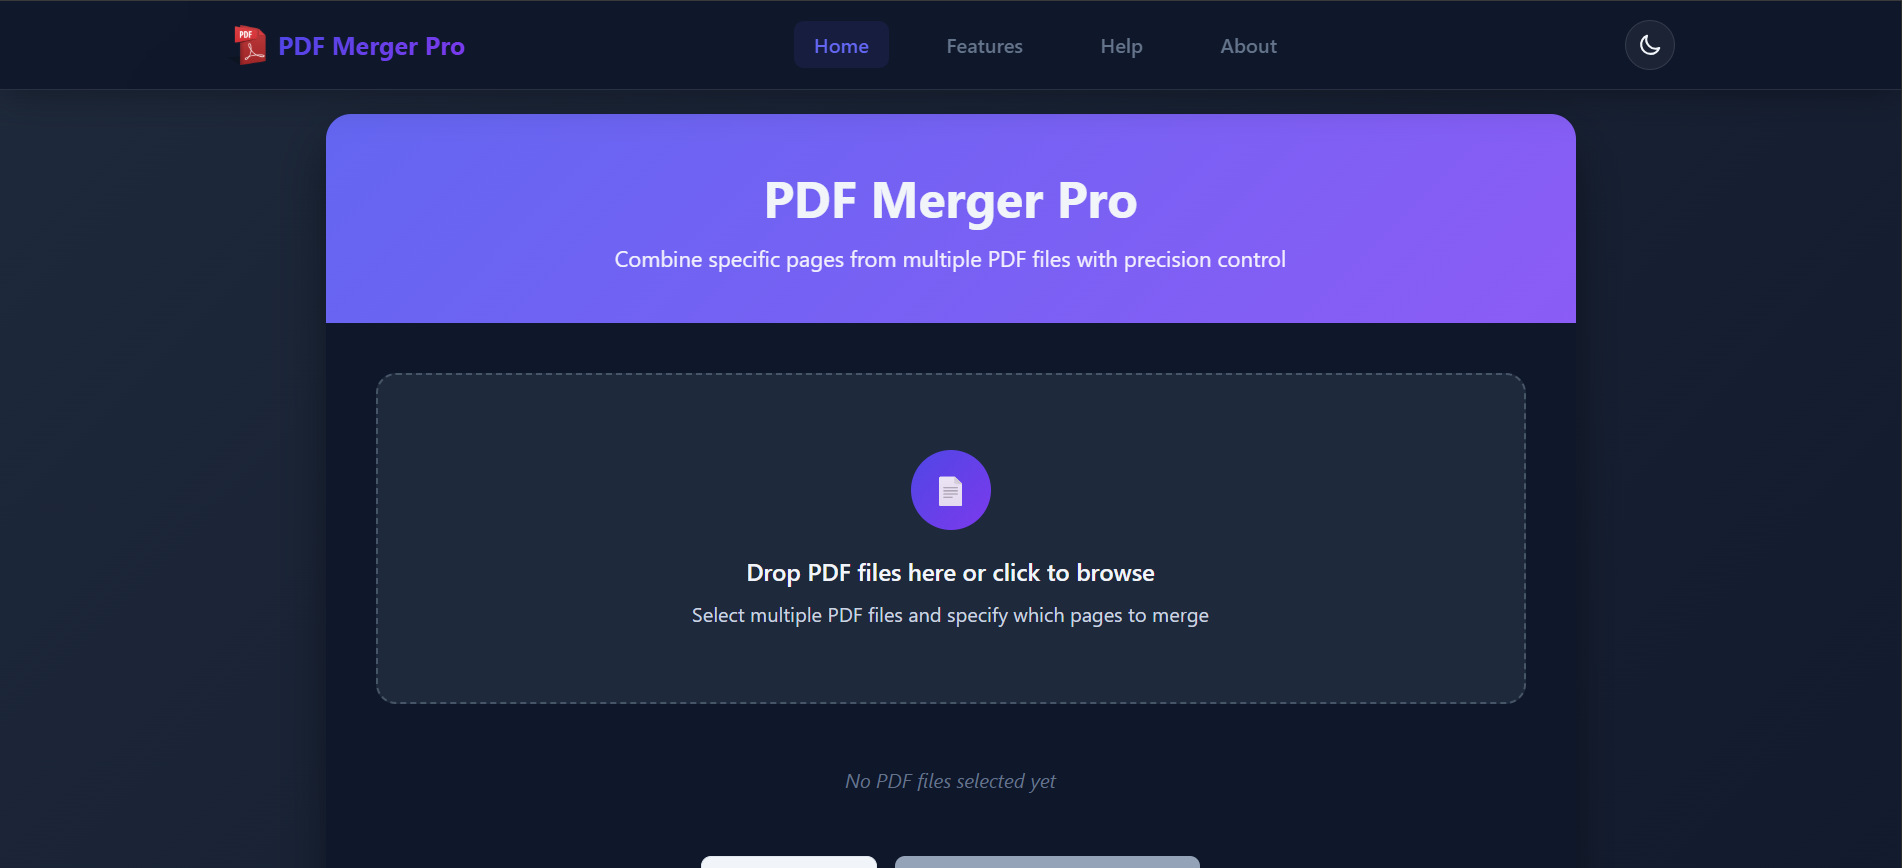 PDF
PDF Merger Pro
Home
Features
Help
About
PDF Merger Pro
Combine specific pages from multiple PDF files with precision control
Drop PDF files here or click to browse
Select multiple PDF files and specify which pages to merge
No PDF files selected yet